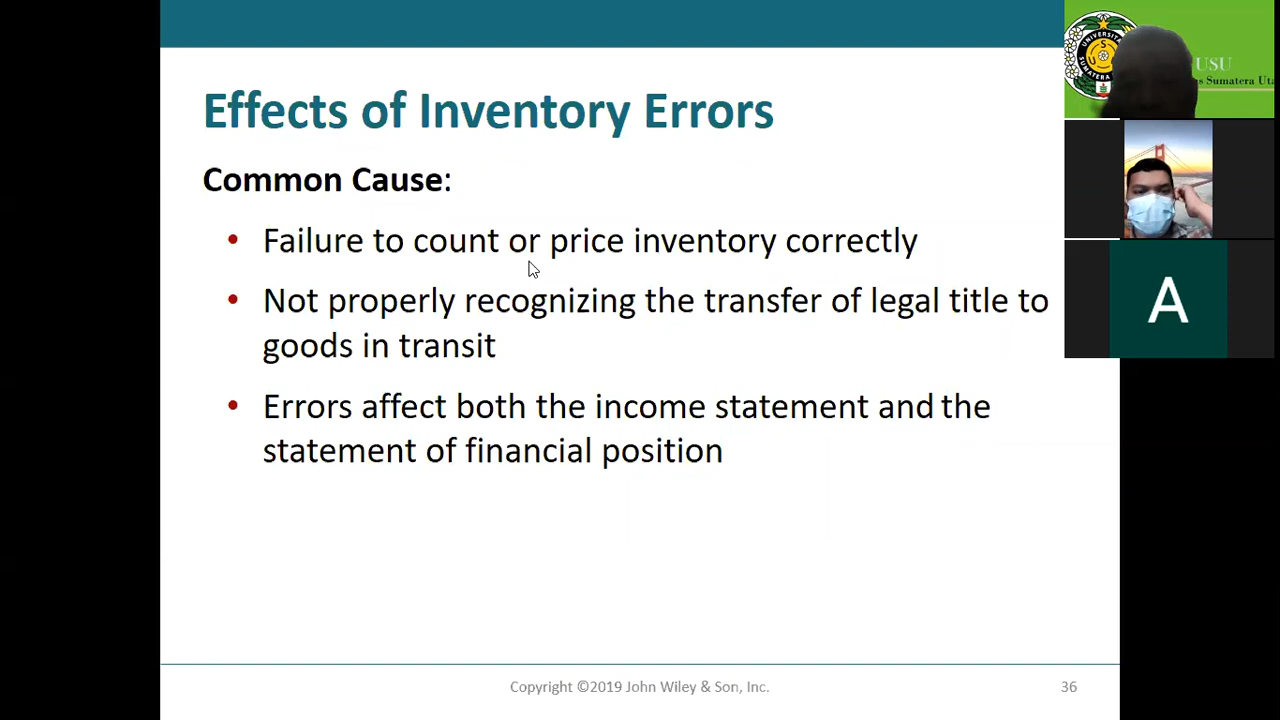 Effects of Inventory Errors
Common Cause:
• Failure to count or price inventory correctly
• Not properly recognizing the transfer of legal title to
goods in transit
• Errors affect both the income statement and the
statement of financial position
Copyright ©2019 John Wiley & Son, Inc.
36
USU
Sumatera Uta
A